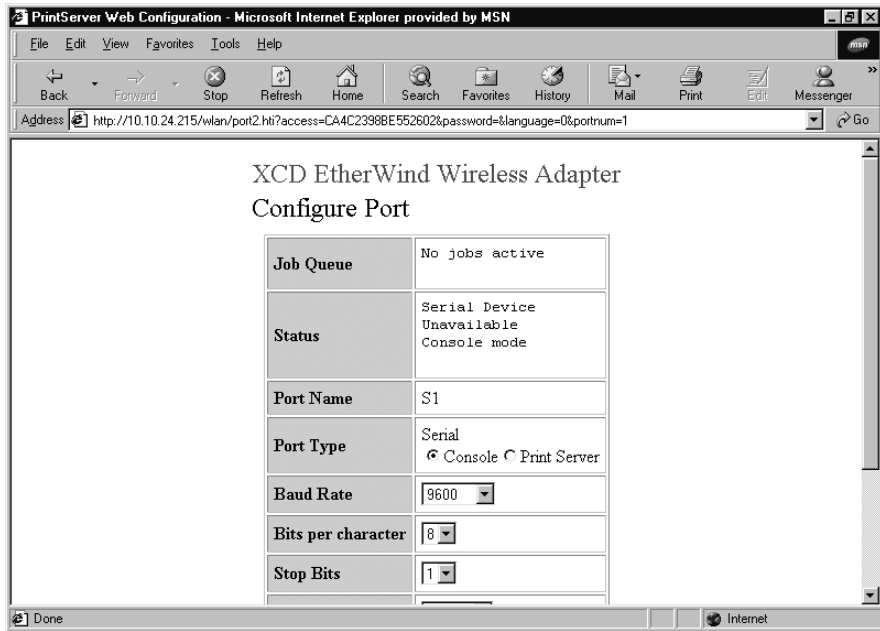 PrintServer Web Configuration - Microsoft Internet Explorer provided by MSN
File Edit View Favorites Tools Help
msn
Back Forward Stop Refresh Home Search Favorites History Mail Print Edit Messenger »
Address http://10.10.24.215/wlan/port2.hti?access=CA4C2398BE552602&password=&language=0&portnum=1 Go
XCD EtherWind Wireless Adapter
Configure Port
Job Queue No jobs active
Status Serial Device
Unavailable
Console mode
Port Name S1
Port Type Serial
Console Print Server
Baud Rate 9600
Bits per character 8
Stop Bits 1
Done Internet